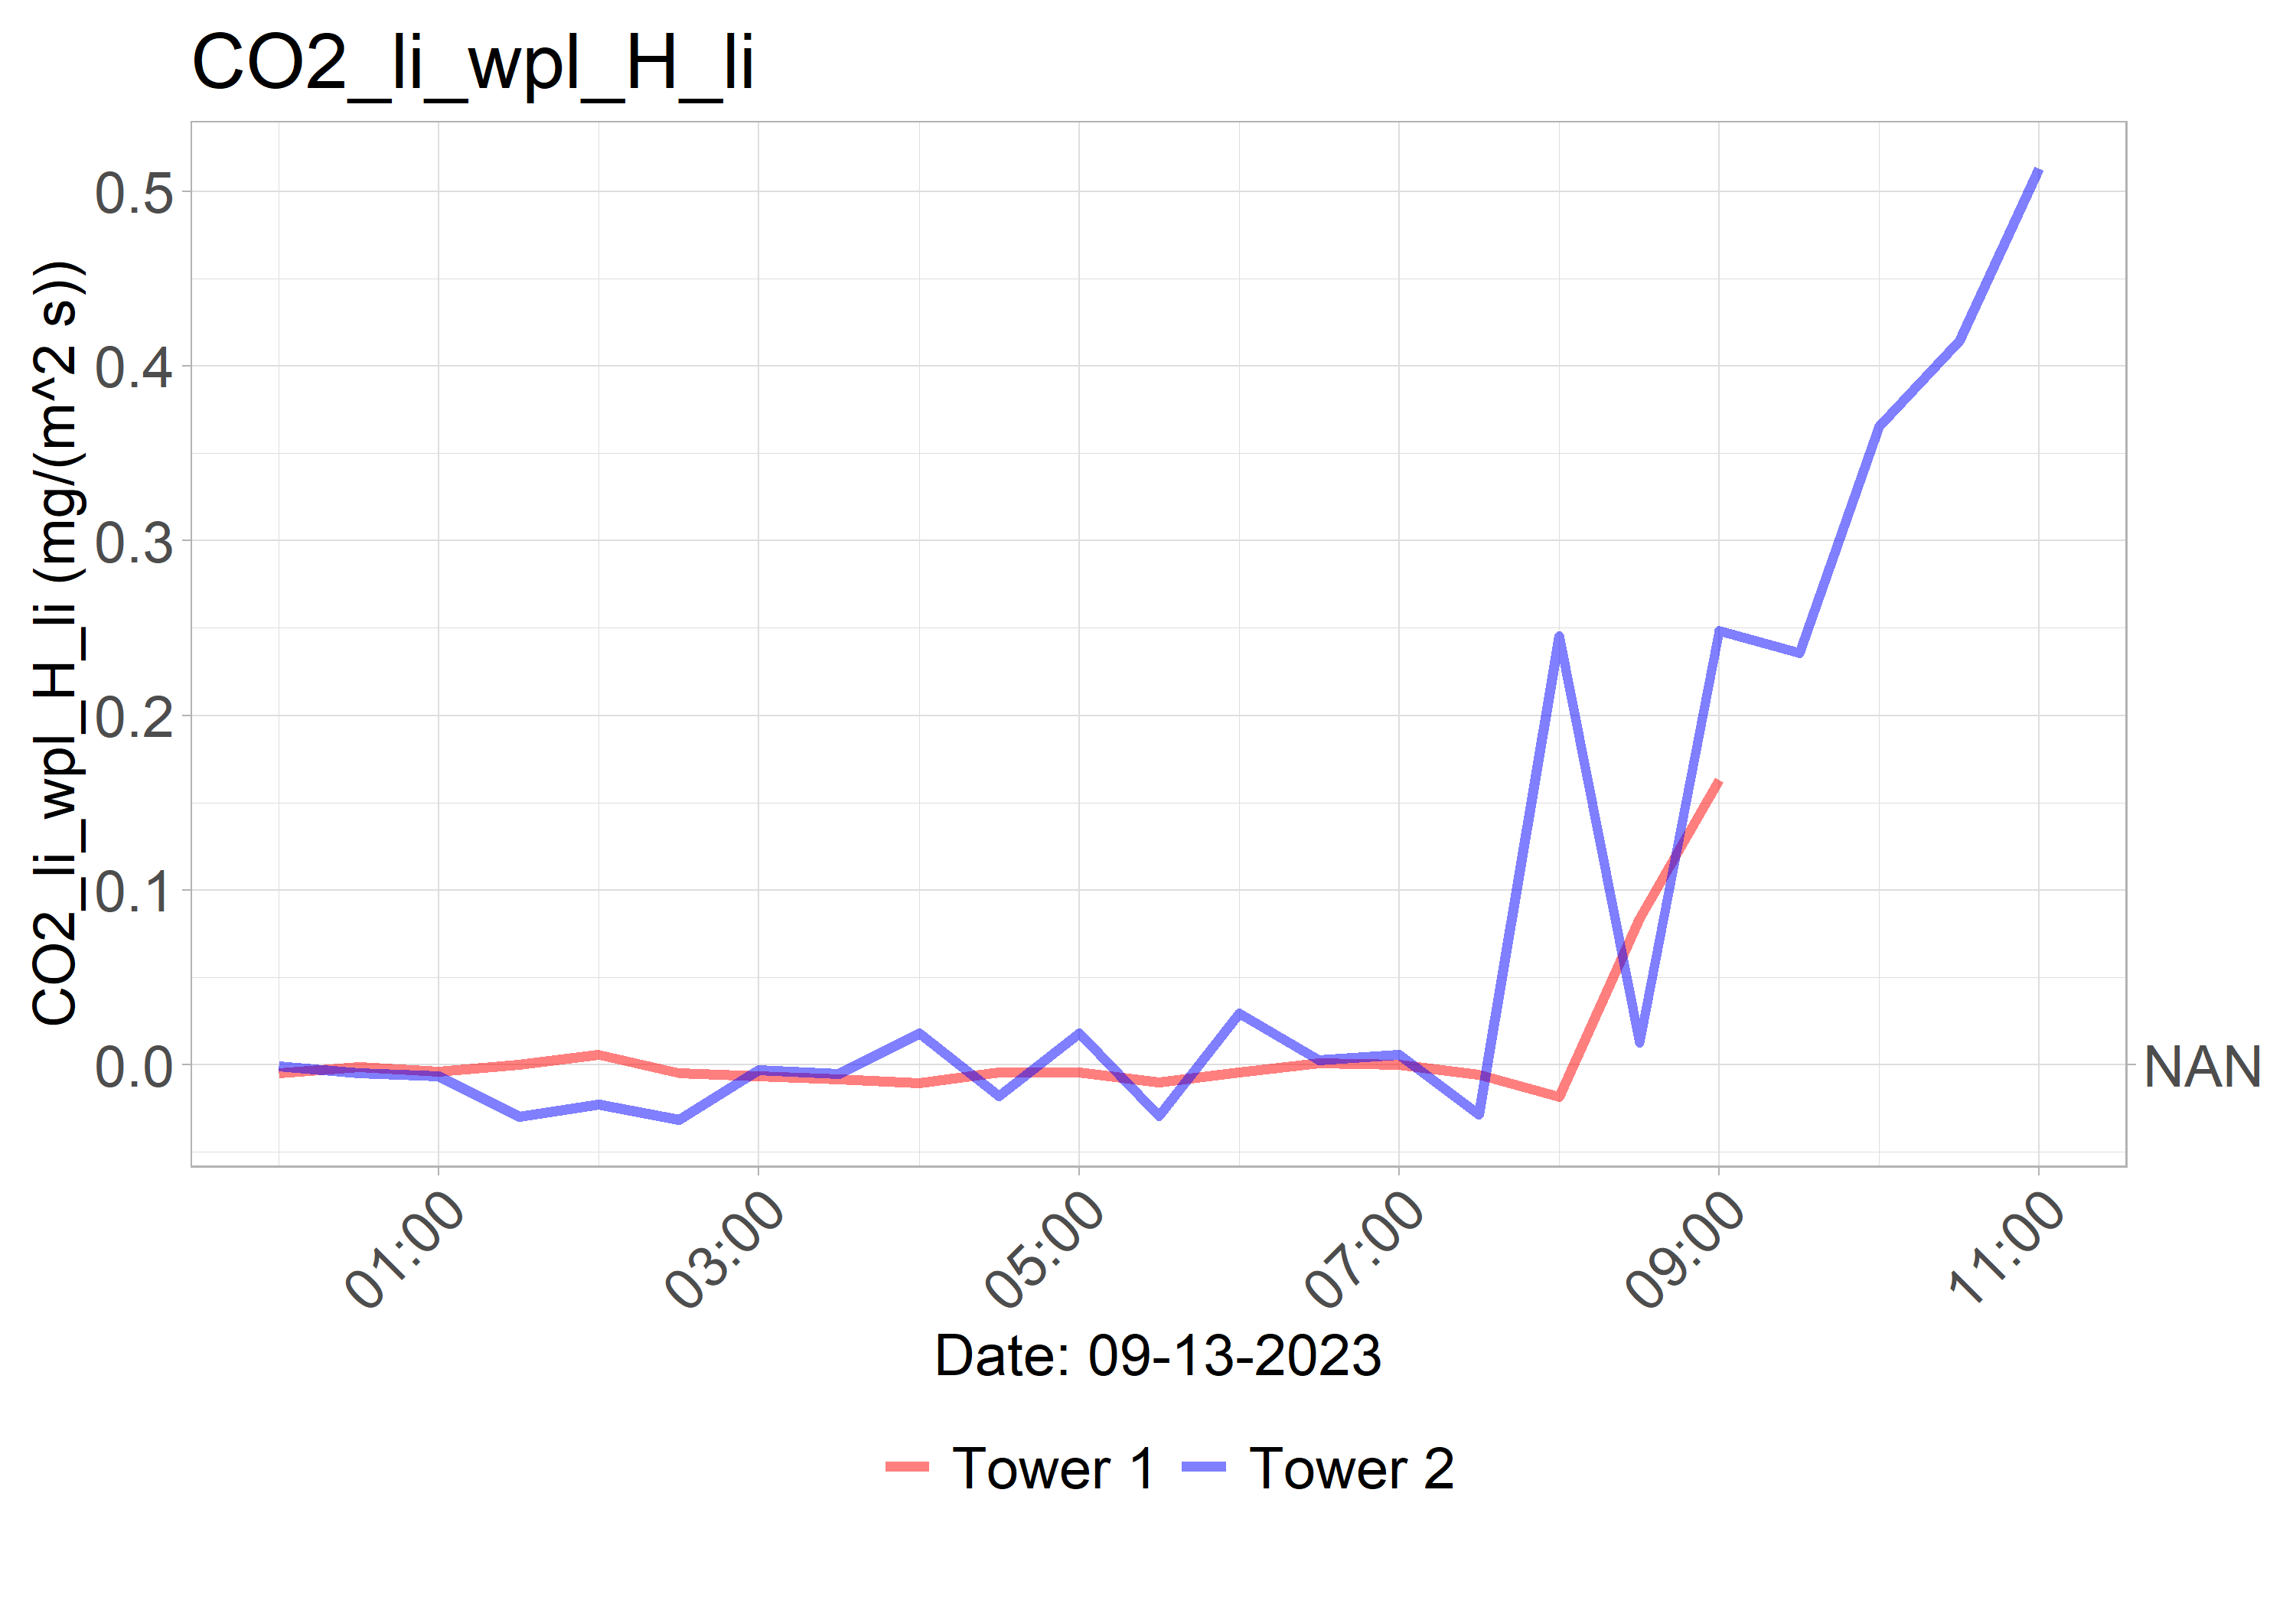 CO2_li_wpl_H_li
CO2_li_wpl_H_li (mg/(m^2 s))
0.5
0.4
0.3
0.2
0.1
0.0
NAN
01:00
03:00
05:00
07:00
09:00
11:00
Date: 09-13-2023
Tower 1
Tower 2